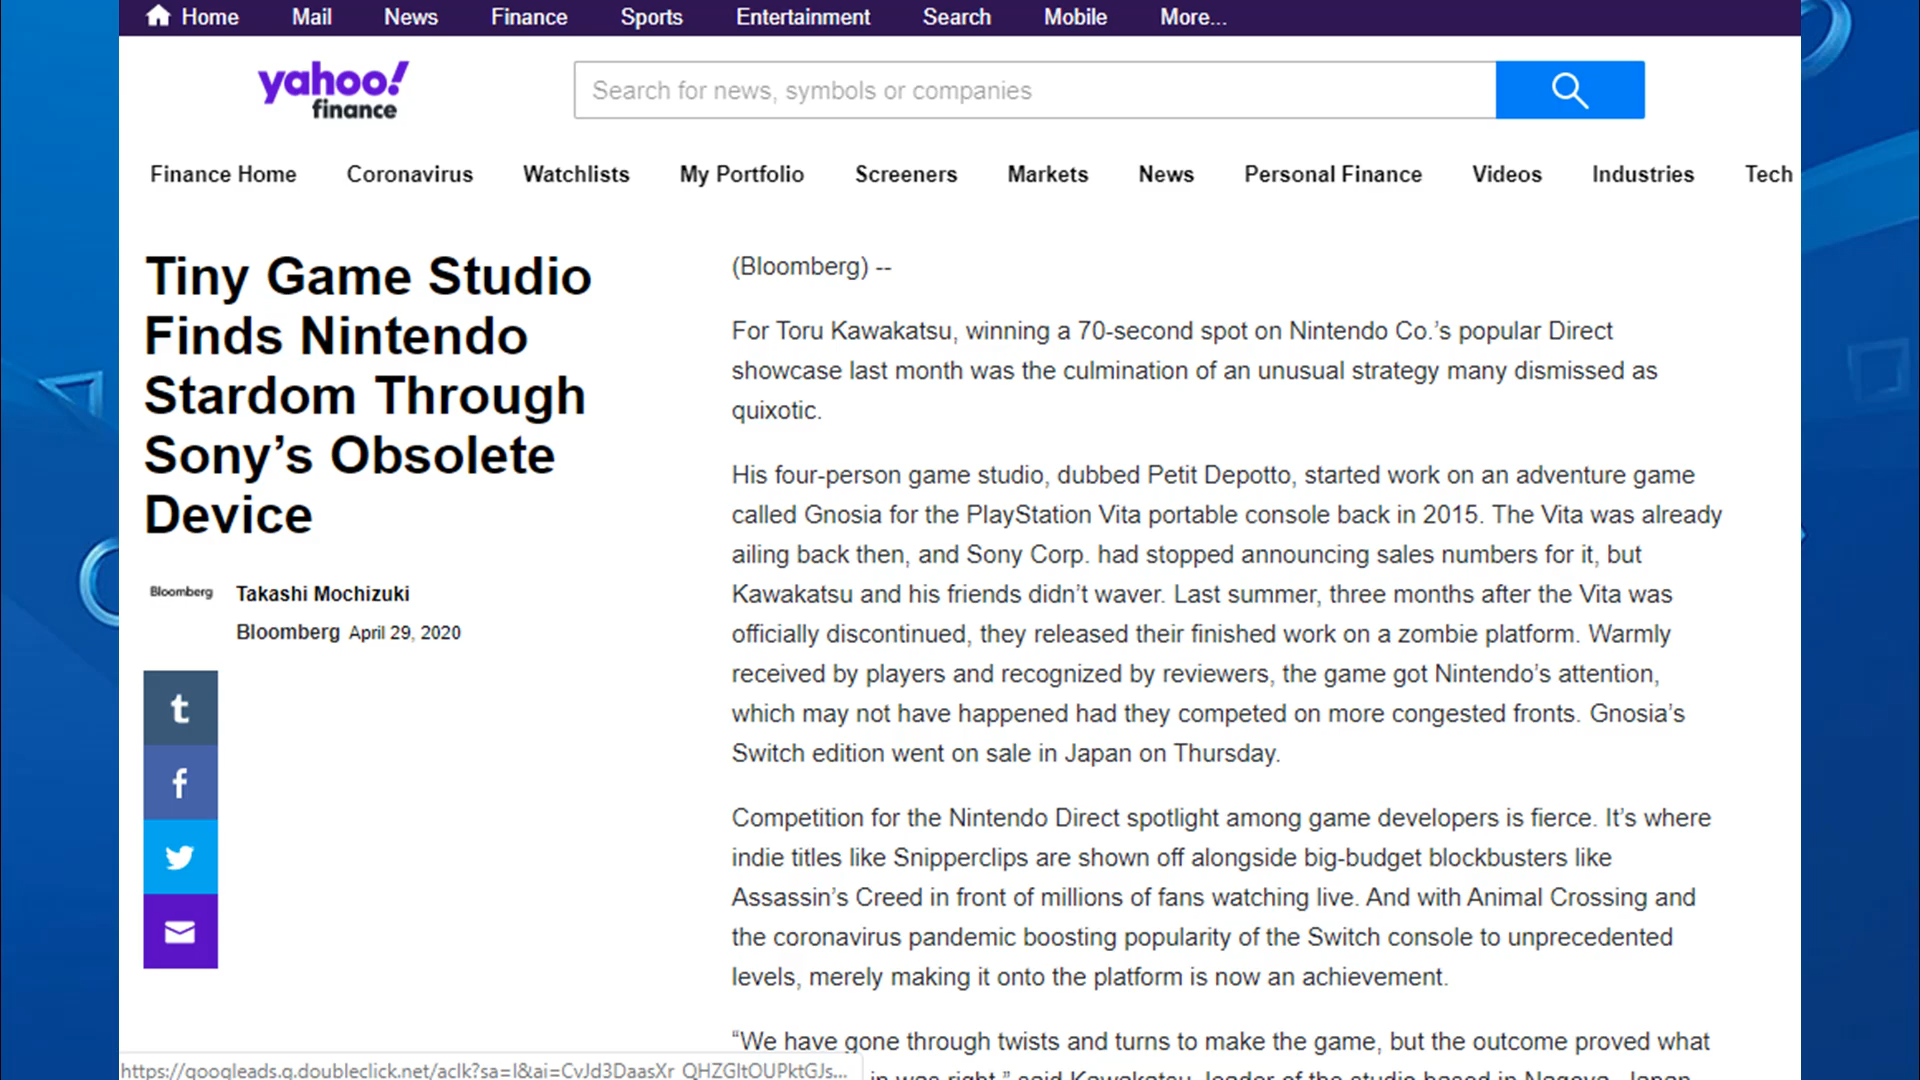 Home Mail News Finance Sports Entertainment Search Mobile More...
yahoo!
finance
Search for news, symbols or companies
Finance Home Coronavirus Watchlists My Portfolio Screeners Markets News Personal Finance Videos Industries Tech
Tiny Game Studio
Finds Nintendo
Stardom Through
Sony’s Obsolete
Device
Bloomberg Takashi Mochizuki
Bloomberg April 29, 2020
(Bloomberg) --
For Toru Kawakatsu, winning a 70-second spot on Nintendo Co.’s popular Direct
showcase last month was the culmination of an unusual strategy many dismissed as
quixotic.
His four-person game studio, dubbed Petit Depotto, started work on an adventure game
called Gnosia for the PlayStation Vita portable console back in 2015. The Vita was already
ailing back then, and Sony Corp. had stopped announcing sales numbers for it, but
Kawakatsu and his friends didn’t waver. Last summer, three months after the Vita was
officially discontinued, they released their finished work on a zombie platform. Warmly
received by players and recognized by reviewers, the game got Nintendo’s attention,
which may not have happened had they competed on more congested fronts. Gnosia’s
Switch edition went on sale in Japan on Thursday.
Competition for the Nintendo Direct spotlight among game developers is fierce. It’s where
indie titles like Snipperclips are shown off alongside big-budget blockbusters like
Assassin’s Creed in front of millions of fans watching live. And with Animal Crossing and
the coronavirus pandemic boosting popularity of the Switch console to unprecedented
levels, merely making it onto the platform is now an achievement.
“We have gone through twists and turns to make the game, but the outcome proved what
in was right,” said Kawakatsu, leader of the studio based in Nagoya, Japan
https://googleads.g.doubleclick.net/aclk?sa=l&ai=CvJd3DaasXr_QHZGltOUPktGJs...